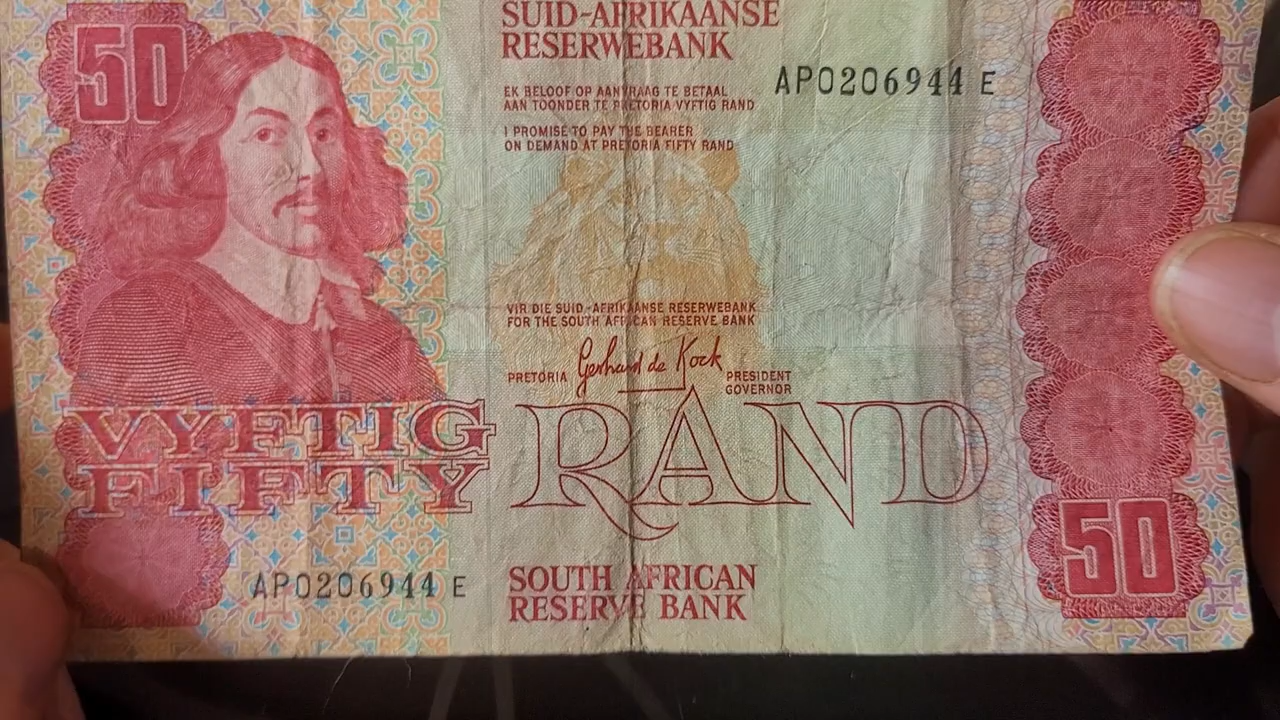 50
SUID-AFRIKAANSE
RESERWEBANK
AP0206944 E
EK BELOOF OP AANVRAAG TE BETAAL
AAN TOONDER TE PRETORIA VYFTIG RAND
I PROMISE TO PAY THE BEARER
ON DEMAND AT PRETORIA FIFTY RAND
VIR DIE SUID-AFRIKAANSE RESERWEBANK
FOR THE SOUTH AFRICAN RESERVE BANK
Gerhard de Kock
PRETORIA PRESIDENT
GOVERNOR
VYFTIG
FIFTY
RAND
50
AP0206944 E
SOUTH AFRICAN
RESERVE BANK